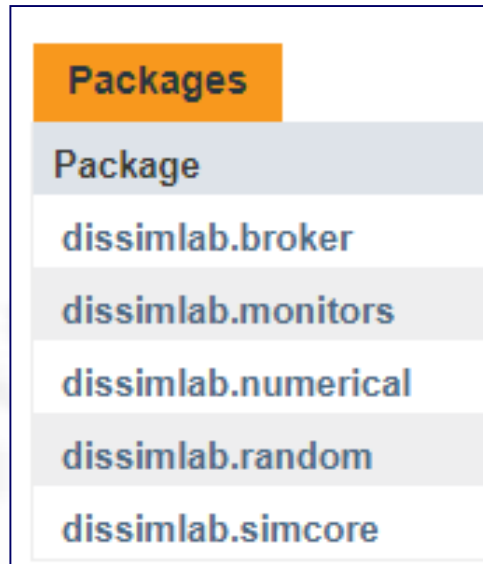 Packages
Package
dissimlab.broker
dissimlab.monitors
dissimlab.numerical
dissimlab.random
dissimlab.simcore